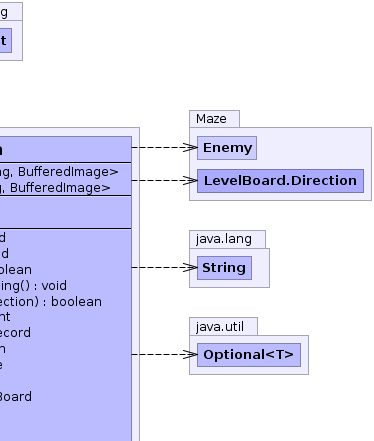 g
t
Maze
Enemy
ng, BufferedImage>
g, BufferedImage>
LevelBoard.Direction
java.lang
String
olean
ing() : void
ection) : boolean
nt
ecord
java.util
Optional<T>
Board